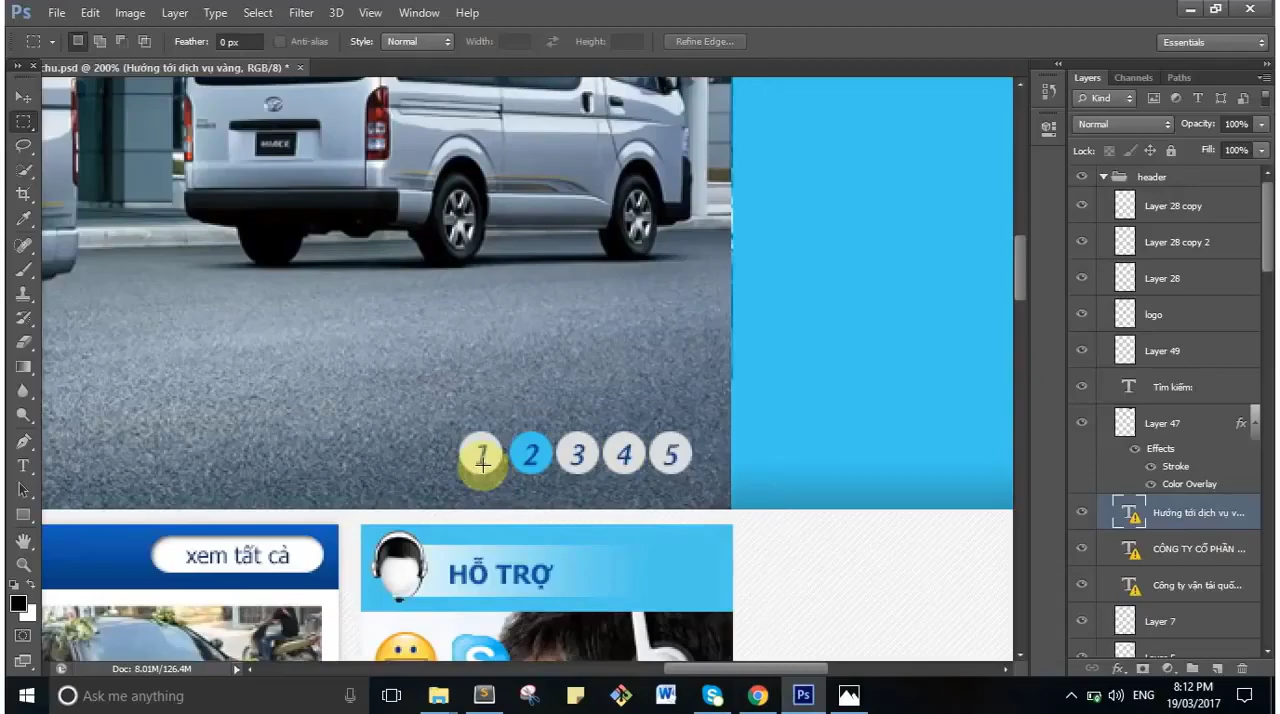 Ps File Edit Image Layer Type Select Filter 3D View Window Help
Feather: 0 px Anti-alias Style: Normal Width: Height: Refine Edge... Essentials
chu.psd @ 200% (Hướng tới dịch vụ vàng, RGB/8) * ×
Layers Channels Paths
Kind
Normal Opacity: 100%
Lock: Fill: 100%
header
Layer 28 copy
Layer 28 copy 2
Layer 28
logo
Layer 49
T Tìm kiếm:
Layer 47 fx
Effects
Stroke
Color Overlay
T Hướng tới dịch vụ v...
T CÔNG TY CỔ PHẦN ...
T Công ty vận tải quố...
Layer 7
HIACE
1 2 3 4 5
xem tất cả
HỖ TRỢ
Doc: 8.01M/126.4M
Ask me anything
ENG
8:12 PM
19/03/2017